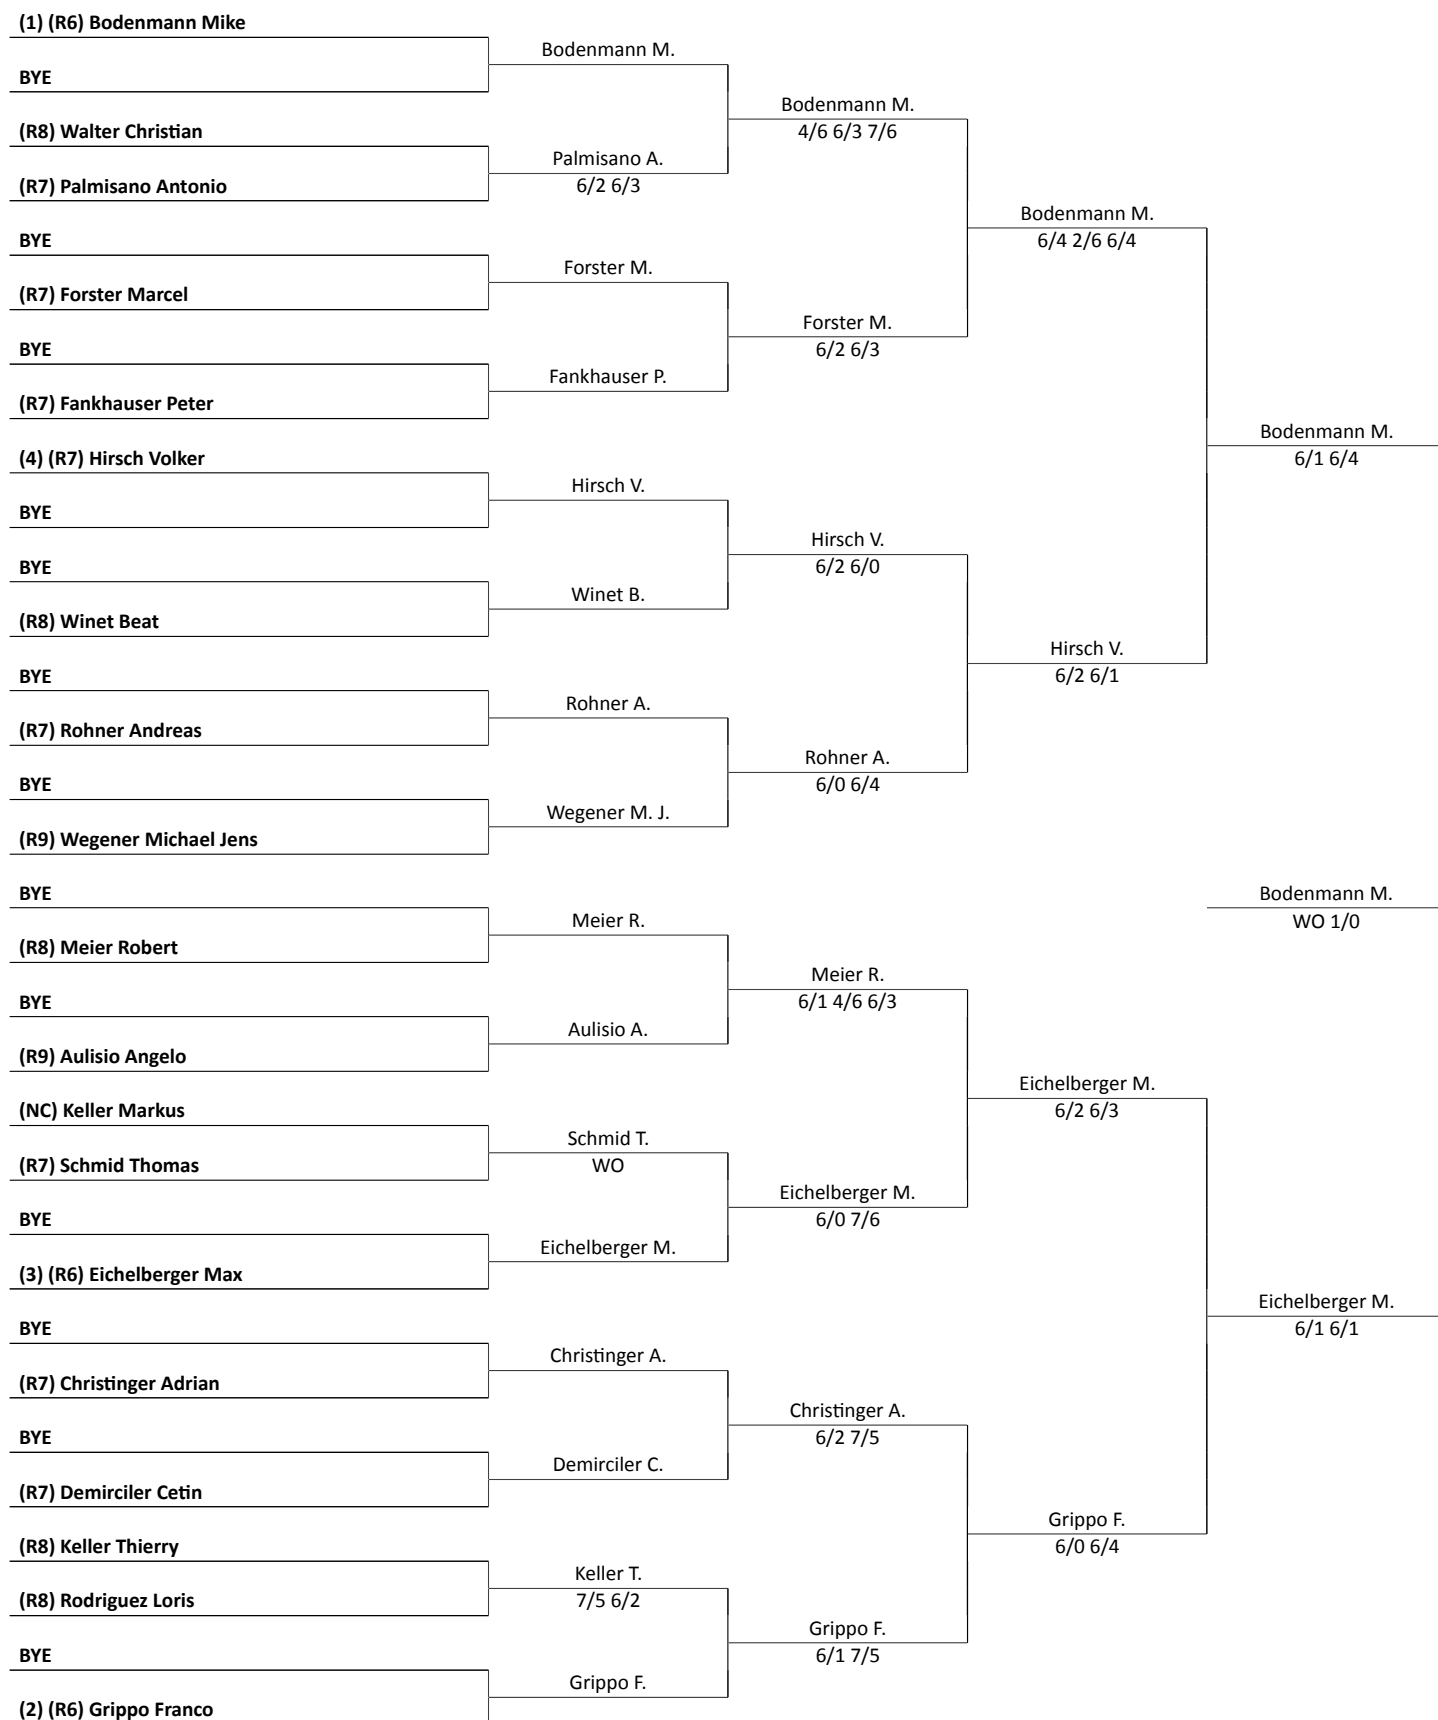 (1) (R6) Bodenmann Mike
Bodenmann M.
BYE
Bodenmann M.
4/6 6/3 7/6
(R8) Walter Christian
Palmisano A.
6/2 6/3
(R7) Palmisano Antonio
Bodenmann M.
6/4 2/6 6/4
BYE
Forster M.
(R7) Forster Marcel
Forster M.
6/2 6/3
BYE
Fankhauser P.
(R7) Fankhauser Peter
Bodenmann M.
6/1 6/4
(4) (R7) Hirsch Volker
Hirsch V.
BYE
Hirsch V.
6/2 6/0
BYE
Winet B.
(R8) Winet Beat
Hirsch V.
6/2 6/1
BYE
Rohner A.
(R7) Rohner Andreas
Rohner A.
6/0 6/4
BYE
Wegener M. J.
(R9) Wegener Michael Jens
BYE
Bodenmann M.
WO 1/0
Meier R.
(R8) Meier Robert
Meier R.
6/1 4/6 6/3
BYE
Aulisio A.
(R9) Aulisio Angelo
Eichelberger M.
6/2 6/3
(NC) Keller Markus
Schmid T.
WO
(R7) Schmid Thomas
Eichelberger M.
6/0 7/6
BYE
Eichelberger M.
(3) (R6) Eichelberger Max
Eichelberger M.
6/1 6/1
BYE
Christinger A.
(R7) Christinger Adrian
Christinger A.
6/2 7/5
BYE
Demirciler C.
(R7) Demirciler Cetin
Grippo F.
6/0 6/4
(R8) Keller Thierry
Keller T.
7/5 6/2
(R8) Rodriguez Loris
Grippo F.
6/1 7/5
BYE
Grippo F.
(2) (R6) Grippo Franco